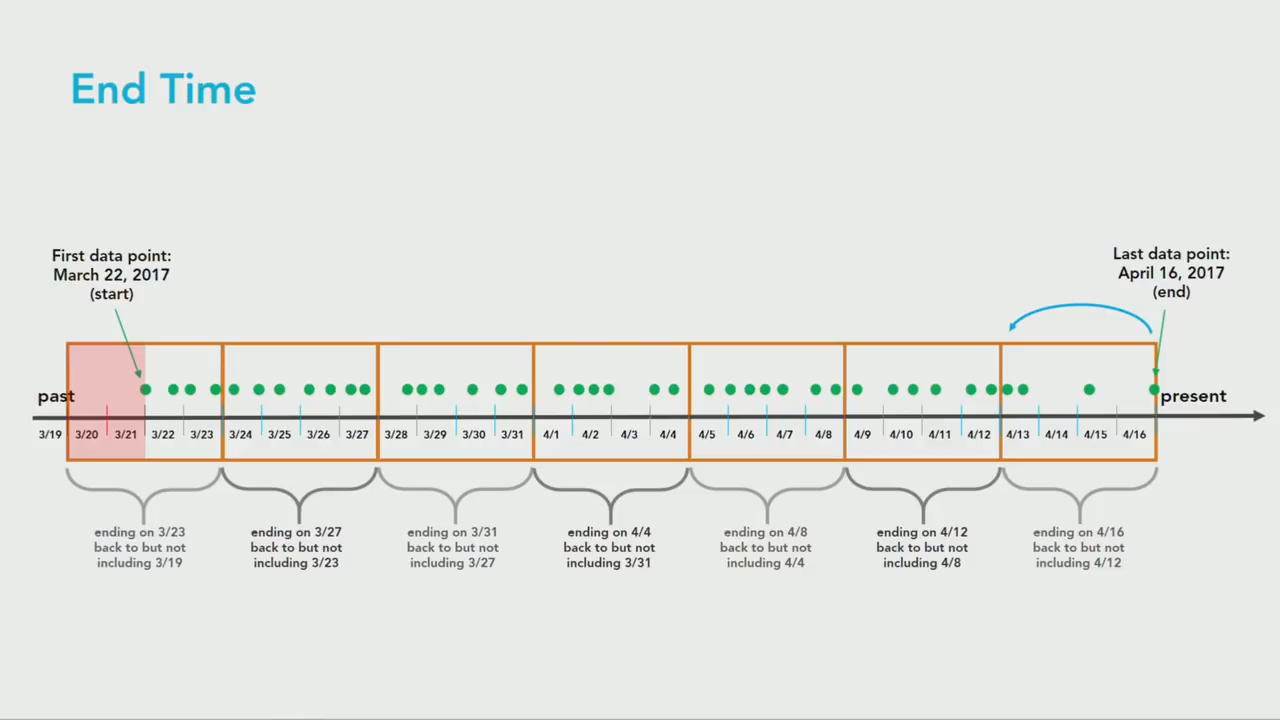 End Time
First data point:
March 22, 2017
(start)
Last data point:
April 16, 2017
(end)
past
present
3/19 3/20 3/21 3/22 3/23 3/24 3/25 3/26 3/27 3/28 3/29 3/30 3/31 4/1 4/2 4/3 4/4 4/5 4/6 4/7 4/8 4/9 4/10 4/11 4/12 4/13 4/14 4/15 4/16
ending on 3/23
back to but not
including 3/19
ending on 3/27
back to but not
including 3/23
ending on 3/31
back to but not
including 3/27
ending on 4/4
back to but not
including 3/31
ending on 4/8
back to but not
including 4/4
ending on 4/12
back to but not
including 4/8
ending on 4/16
back to but not
including 4/12